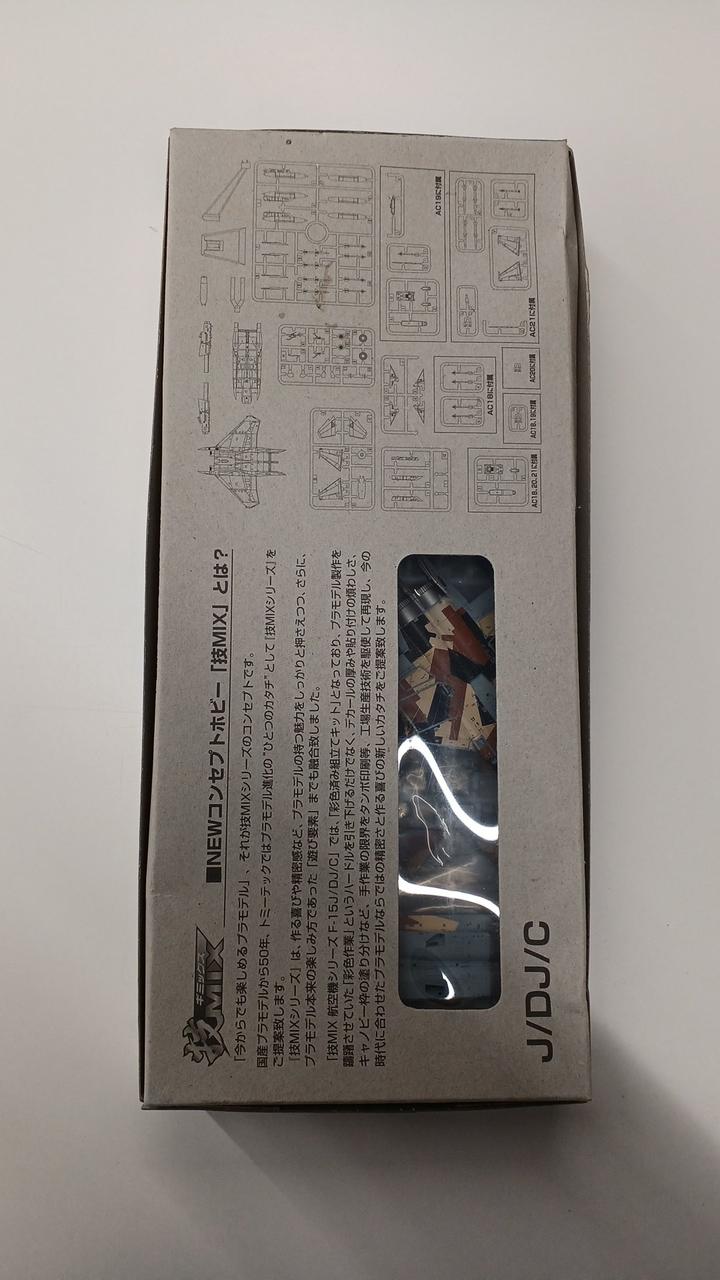 技MIX
ギミックス
■NEWコンセプトホビー「技MIX」とは？
「今からでも楽しめるプラモデル」、それが技MIXシリーズのコンセプトです。
国産プラモデルから50年、トミーテックではプラモデル進化の"ひとつのカタチ"として「技MIXシリーズ」を
ご提案致します。
「技MIXシリーズ」は、作る喜びや精密感など、プラモデルの持つ魅力をしっかりと押さえつつ、さらに、
プラモデル本来の楽しみ方であった「遊び要素」までも融合致しました。
「技MIX 航空機シリーズ F-15J/DJ/C」では、「彩色済み組立てキット」となっており、プラモデル製作を
躊躇させていた「彩色作業」というハードルを引き下げるだけでなく、デカールの厚みや貼り付けの煩わしさ、
キャノピー枠の塗り分けなど、手作業の限界をタンポ印刷等、工場生産技術を駆使して再現し、今の
時代に合わせたプラモデルならではの精密さと作る喜びの新しいカタチをご提案致します。
J/DJ/C
AC19に付属
AC21に付属
AC18に付属
AC20に付属
AC18,19に付属
AC18,20,21に付属